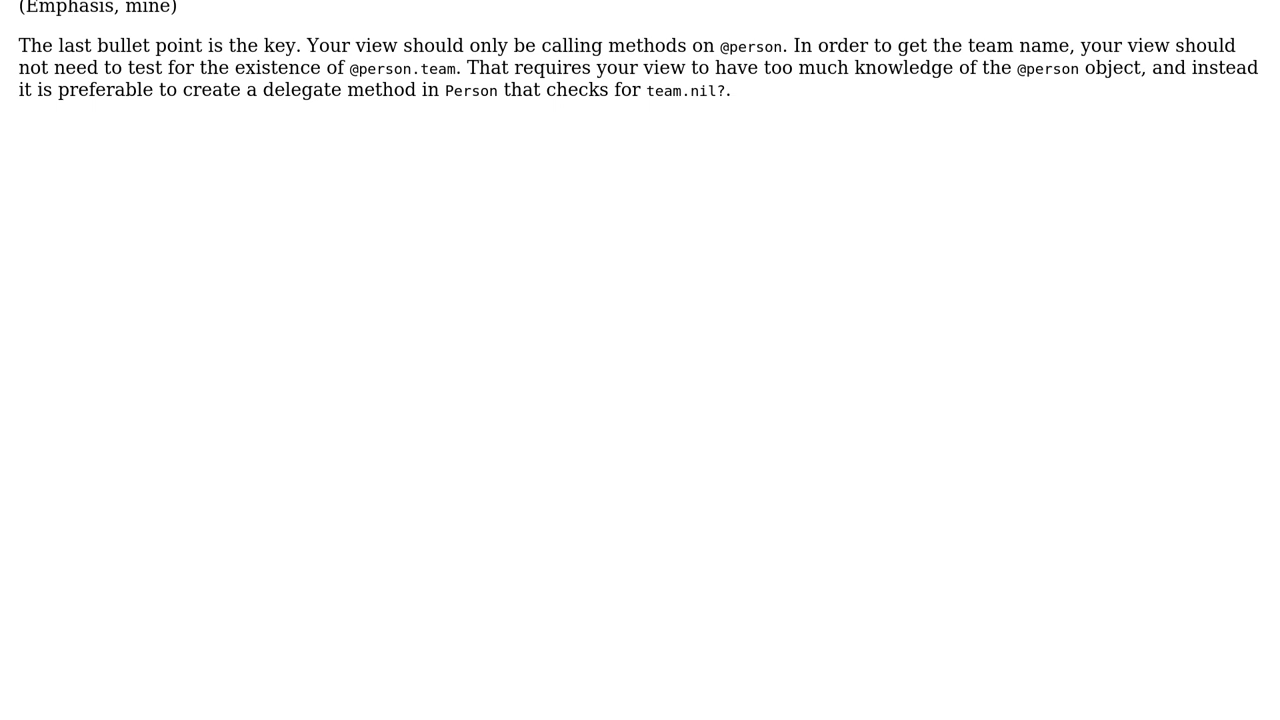 (Emphasis, mine)
The last bullet point is the key. Your view should only be calling methods on @person. In order to get the team name, your view should
not need to test for the existence of @person.team. That requires your view to have too much knowledge of the @person object, and instead
it is preferable to create a delegate method in Person that checks for team.nil?.